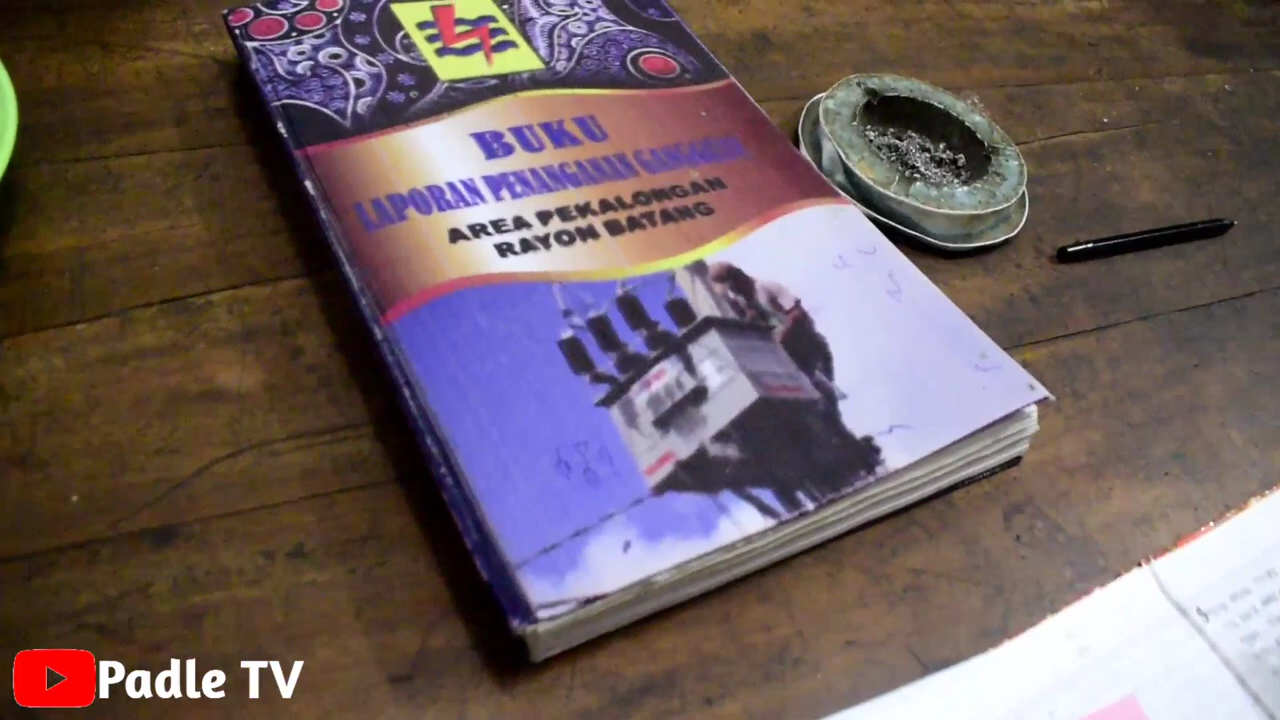 BUKU
LAPORAN PENANGANAN GANGGUAN
AREA PEKALONGAN
RAYON BATANG
Padle TV